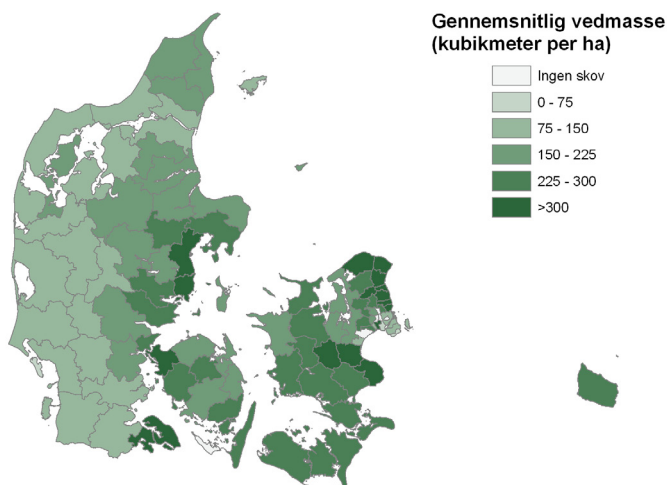 Gennemsnitlig vedmasse
(kubikmeter per ha)
Ingen skov
0 - 75
75 - 150
150 - 225
225 - 300
>300